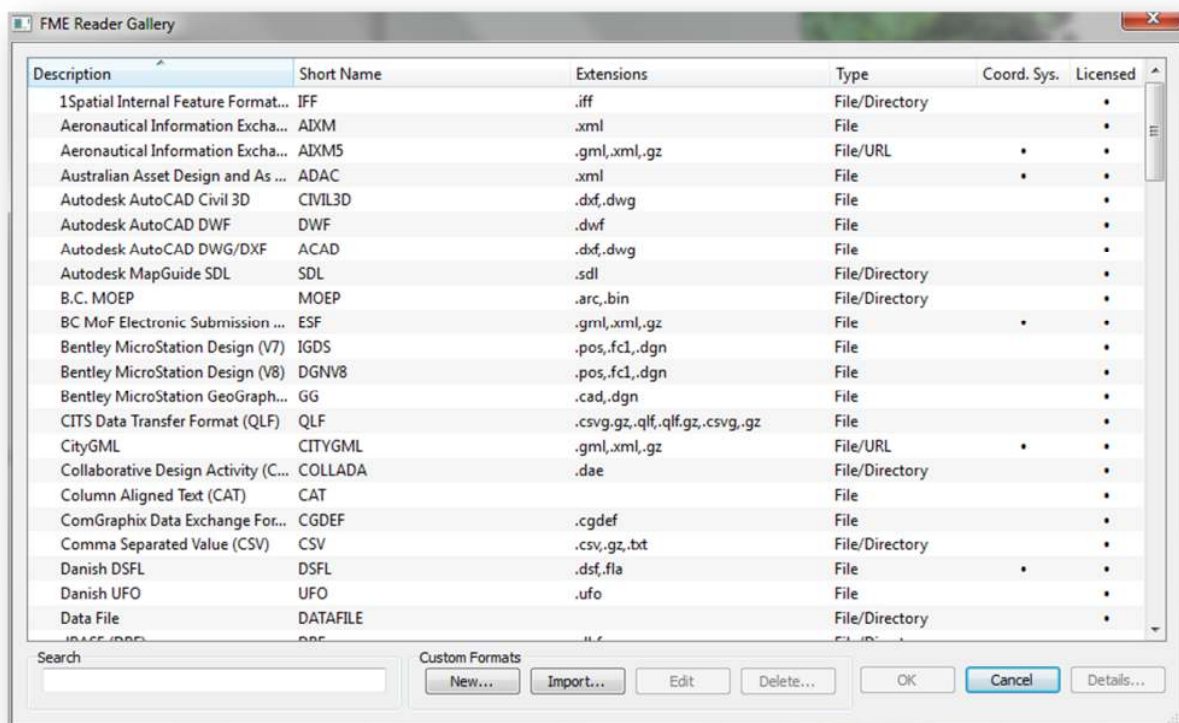 FME Reader Gallery
Description Short Name Extensions Type Coord. Sys. Licensed
1Spatial Internal Feature Format... IFF .iff File/Directory •
Aeronautical Information Excha... AIXM .xml File •
Aeronautical Information Excha... AIXM5 .gml,.xml,.gz File/URL • •
Australian Asset Design and As ... ADAC .xml File • •
Autodesk AutoCAD Civil 3D CIVIL3D .dxf,.dwg File •
Autodesk AutoCAD DWF DWF .dwf File •
Autodesk AutoCAD DWG/DXF ACAD .dxf,.dwg File •
Autodesk MapGuide SDL SDL .sdl File/Directory •
B.C. MOEP MOEP .arc,.bin File/Directory •
BC MoF Electronic Submission ... ESF .gml,.xml,.gz File • •
Bentley MicroStation Design (V7) IGDS .pos,.fc1,.dgn File •
Bentley MicroStation Design (V8) DGNV8 .pos,.fc1,.dgn File •
Bentley MicroStation GeoGraph... GG .cad,.dgn File •
CITS Data Transfer Format (QLF) QLF .csvg.gz,.qlf,.qlf.gz,.csvg,.gz File •
CityGML CITYGML .gml,.xml,.gz File/URL • •
Collaborative Design Activity (C... COLLADA .dae File/Directory •
Column Aligned Text (CAT) CAT File •
ComGraphix Data Exchange For... CGDEF .cgdef File •
Comma Separated Value (CSV) CSV .csv,.gz,.txt File/Directory •
Danish DSFL DSFL .dsf,.fla File • •
Danish UFO UFO .ufo File •
Data File DATAFILE File/Directory •
Search Custom Formats
New... Import... Edit Delete... OK Cancel Details...